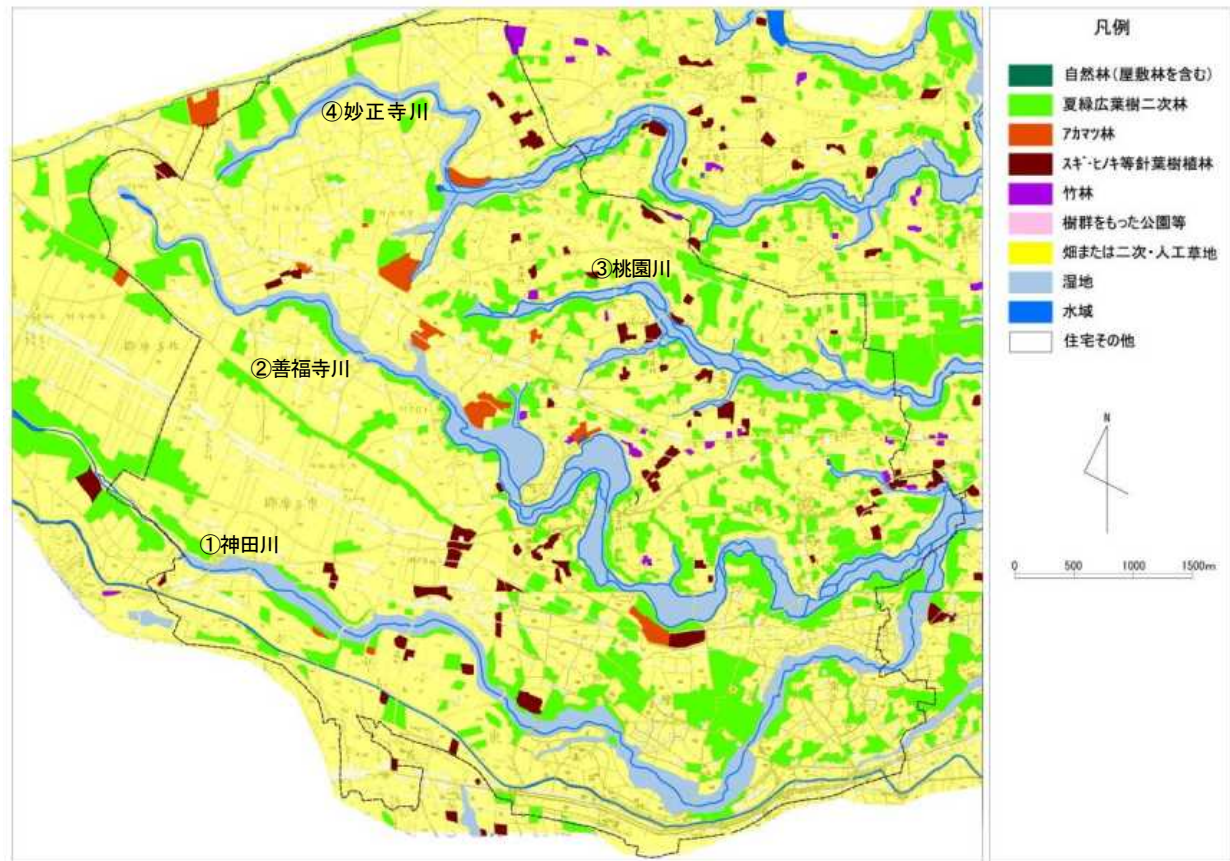 ④妙正寺川
③桃園川
②善福寺川
①神田川
凡例
自然林(屋敷林を含む)
夏緑広葉樹二次林
アカマツ林
スギ・ヒノキ等針葉樹植林
竹林
樹群をもった公園等
畑または二次・人工草地
湿地
水域
住宅その他
N
0 500 1000 1500m